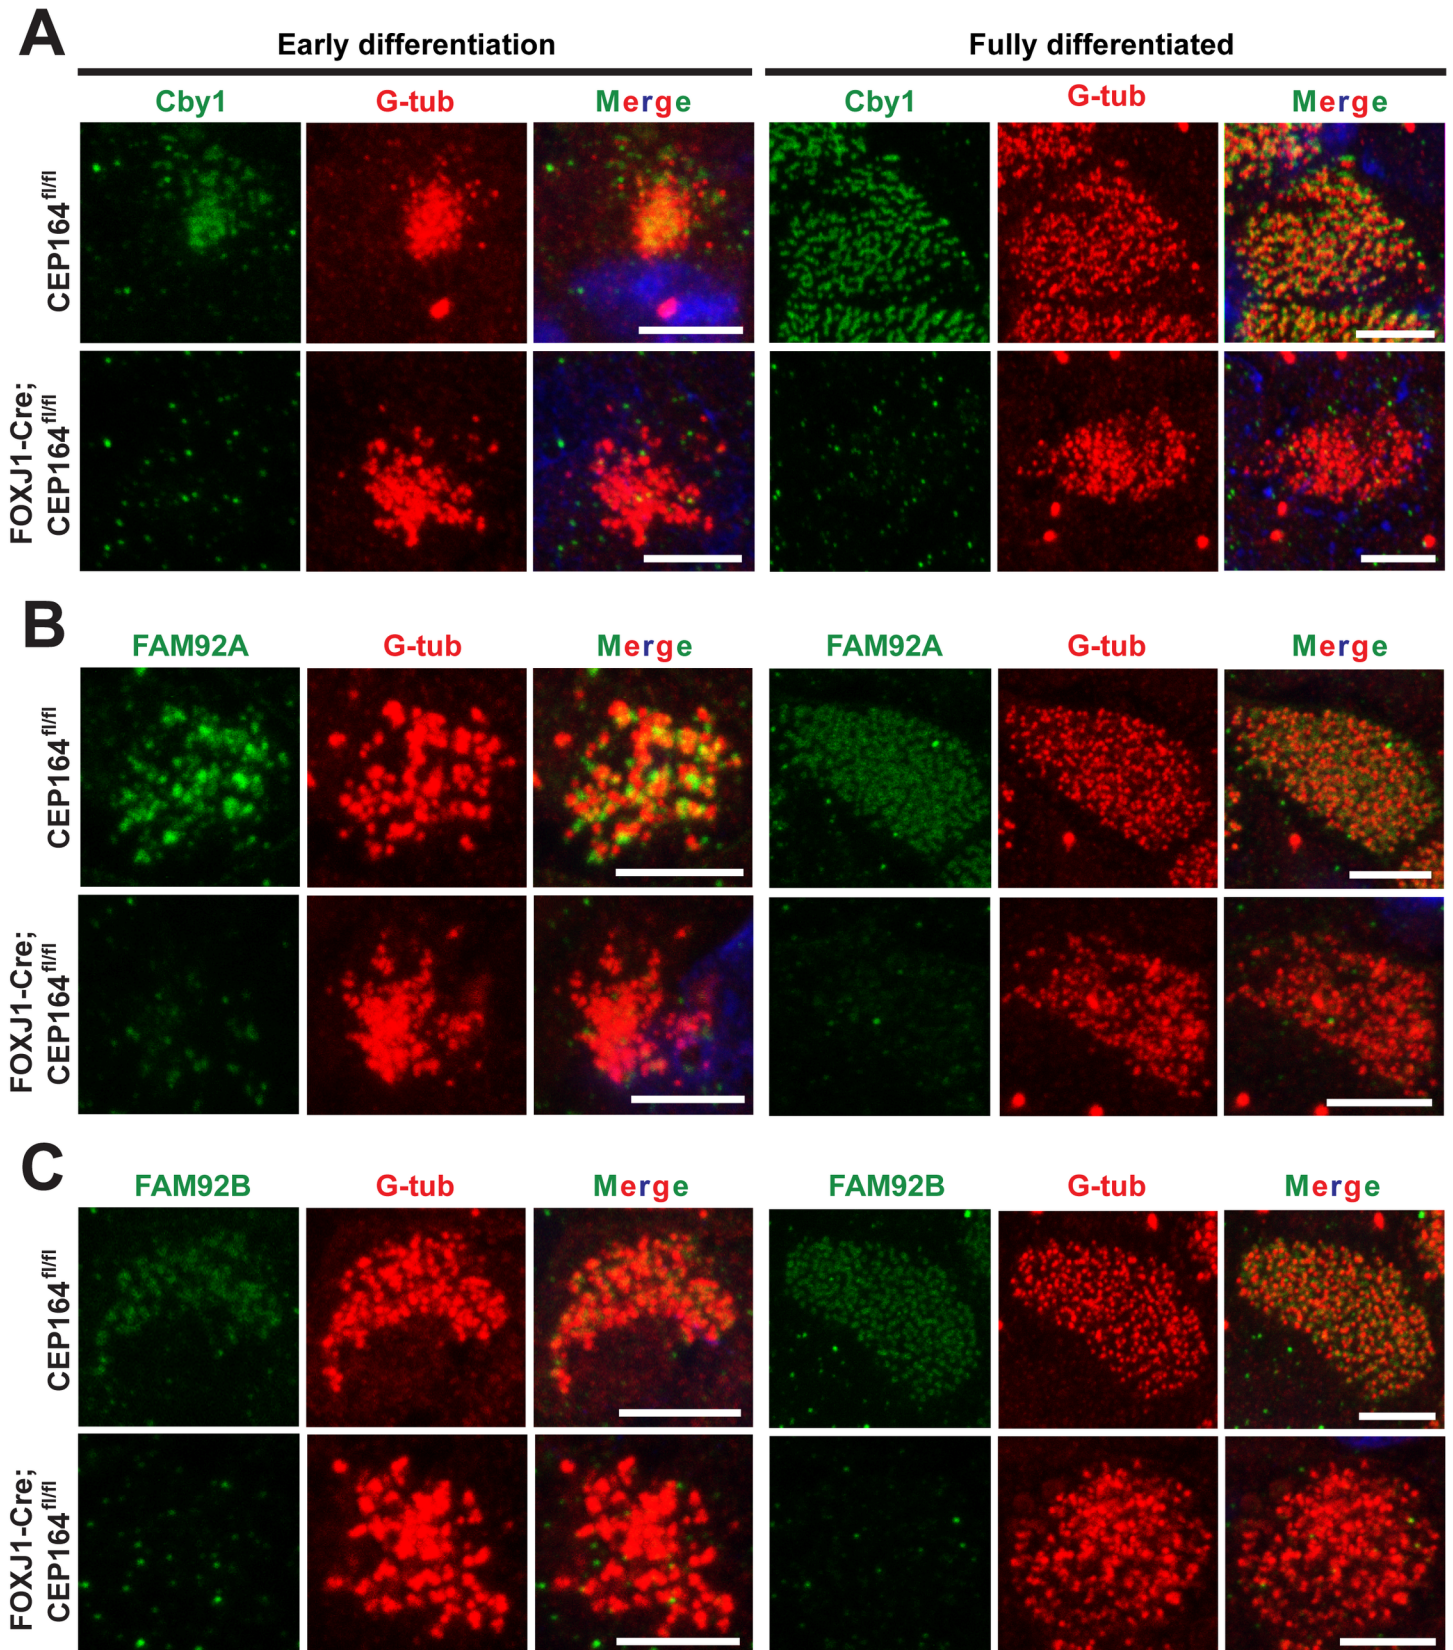 A
Early differentiation
Fully differentiated
Cby1
G-tub
Merge
Cby1
G-tub
Merge
CEP164fl/fl
FOXJ1-Cre;
CEP164fl/fl
B
FAM92A
G-tub
Merge
FAM92A
G-tub
Merge
CEP164fl/fl
FOXJ1-Cre;
CEP164fl/fl
C
FAM92B
G-tub
Merge
FAM92B
G-tub
Merge
CEP164fl/fl
FOXJ1-Cre;
CEP164fl/fl